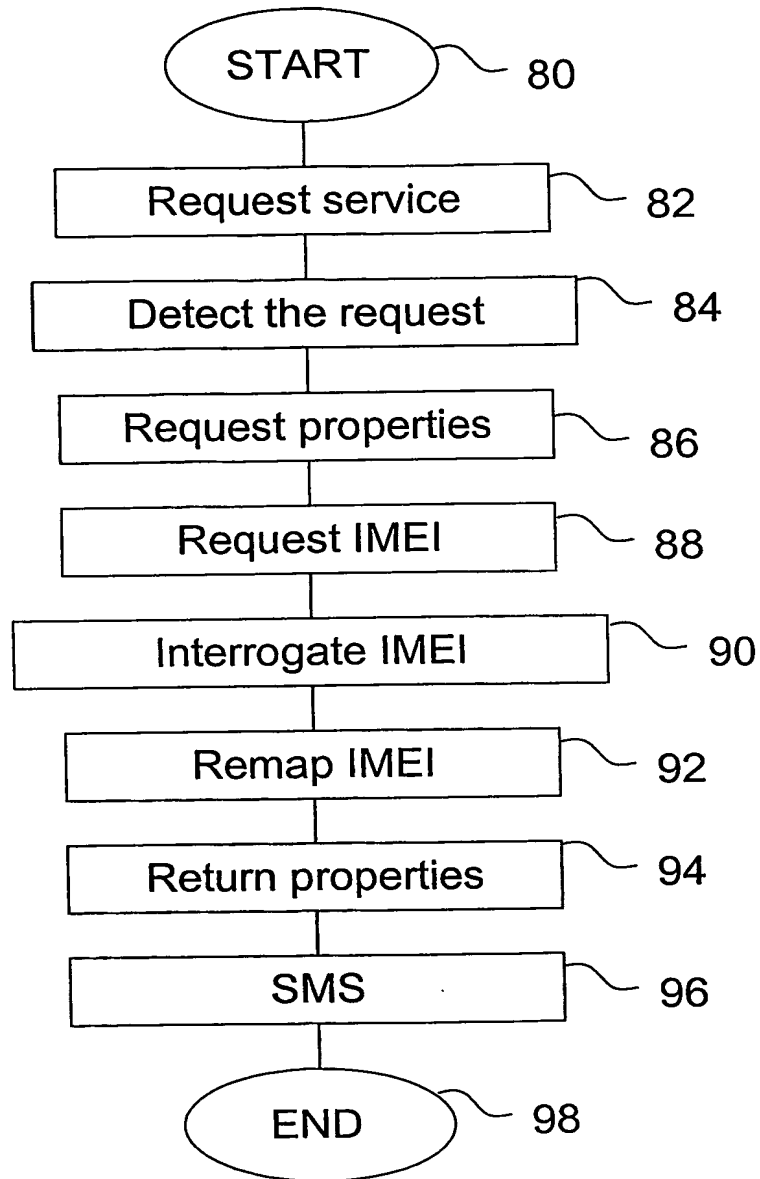 START
80
Request service
82
Detect the request
84
Request properties
86
Request IMEI
88
Interrogate IMEI
90
Remap IMEI
92
Return properties
94
SMS
96
END
98